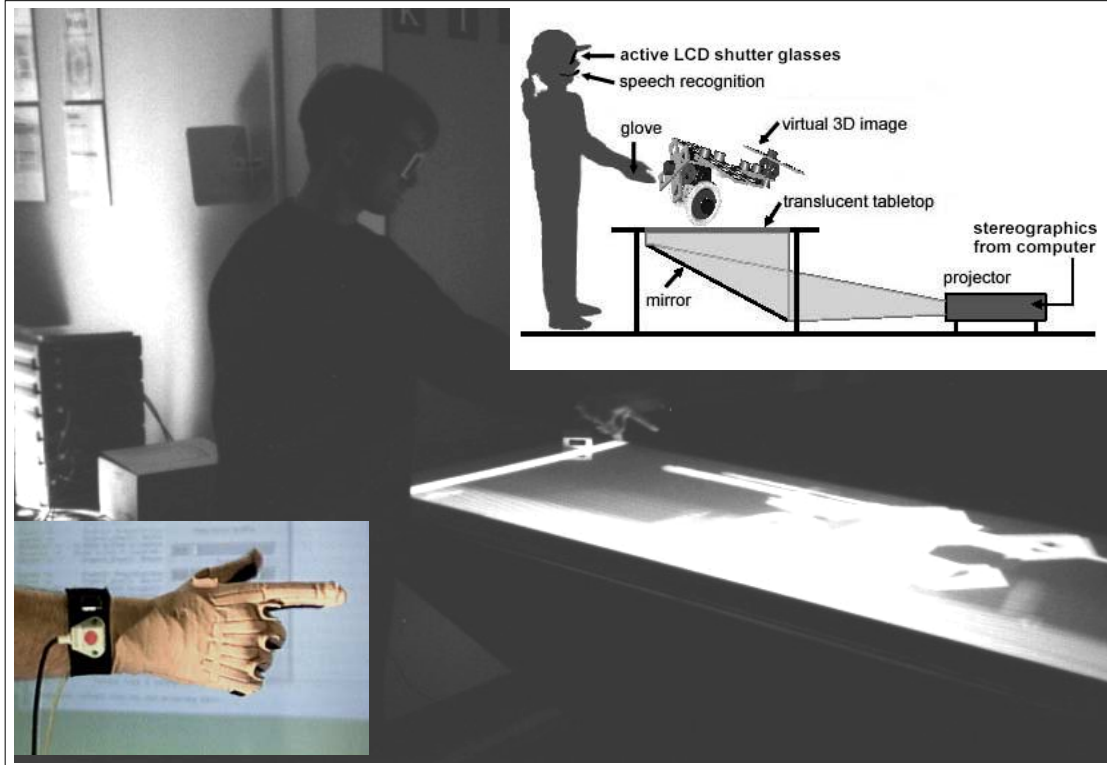 active LCD shutter glasses
speech recognition
glove
virtual 3D image
translucent tabletop
stereographics
from computer
projector
mirror